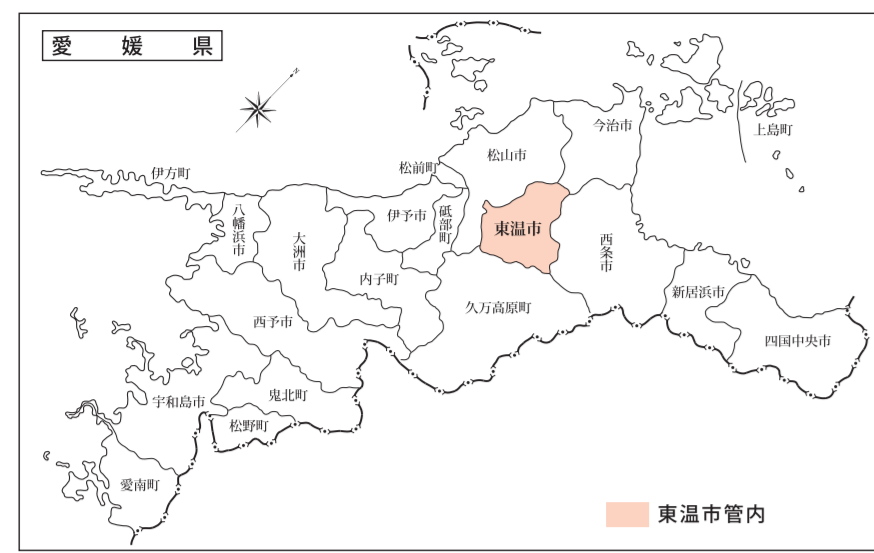 愛媛県
N
今治市
上島町
松山市
松前町
伊方町
八幡浜市
大洲市
伊予市
砥部町
東温市
西条市
内子町
新居浜市
久万高原町
西予市
四国中央市
宇和島市
鬼北町
松野町
愛南町
東温市管内